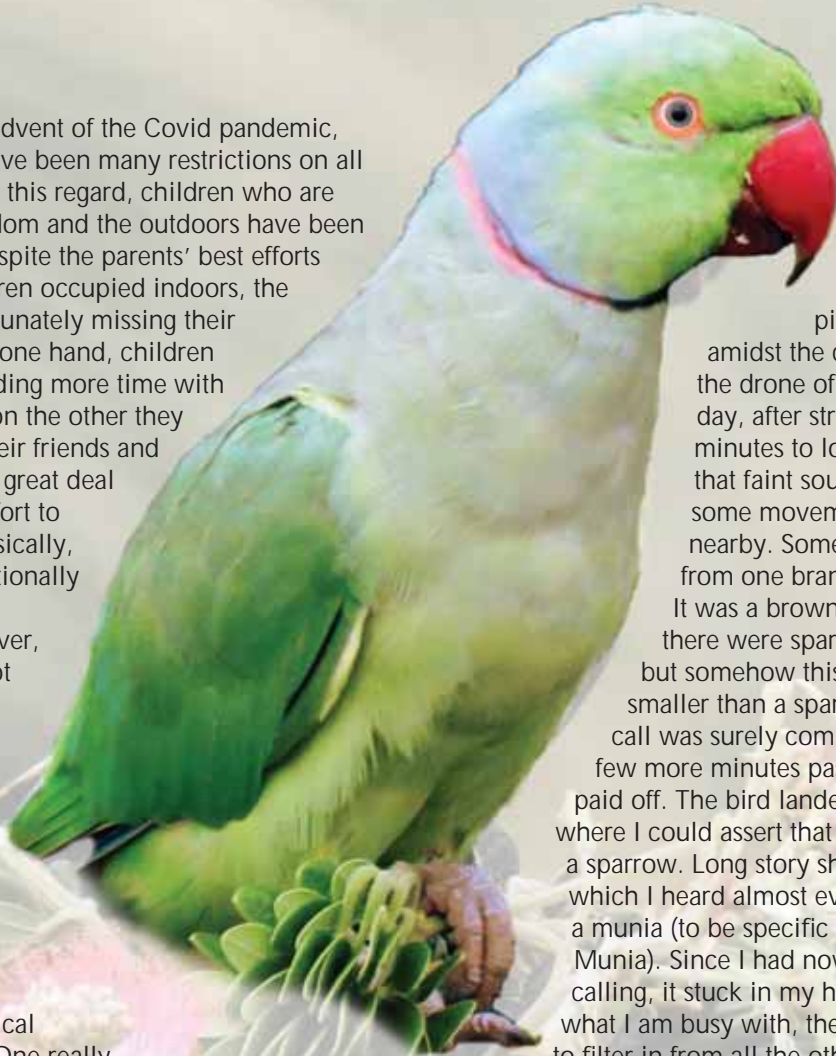 dvent of the Covid pandemic,
ve been many restrictions on all
this regard, children who are
dom and the outdoors have been
spite the parents’ best efforts
ren occupied indoors, the
unately missing their
one hand, children
ding more time with
on the other they
eir friends and
great deal
ort to
sically,
tionally
ver,
ot
cal
One really
pi
amidst the
the drone of
day, after str
minutes to lo
that faint sou
some movem
nearby. Some
from one bran
It was a brown
there were spar
but somehow this
smaller than a spar
call was surely com
few more minutes pa
paid off. The bird lande
where I could assert that
a sparrow. Long story sh
which I heard almost ev
a munia (to be specific
Munia). Since I had nov
calling, it stuck in my h
what I am busy with, the
to filter in from all the oth